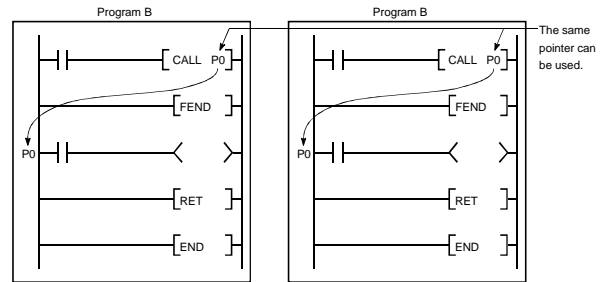 Program B
CALL P0
FEND
P0
RET
END
Program B
CALL P0
FEND
P0
RET
END
The same
pointer can
be used.